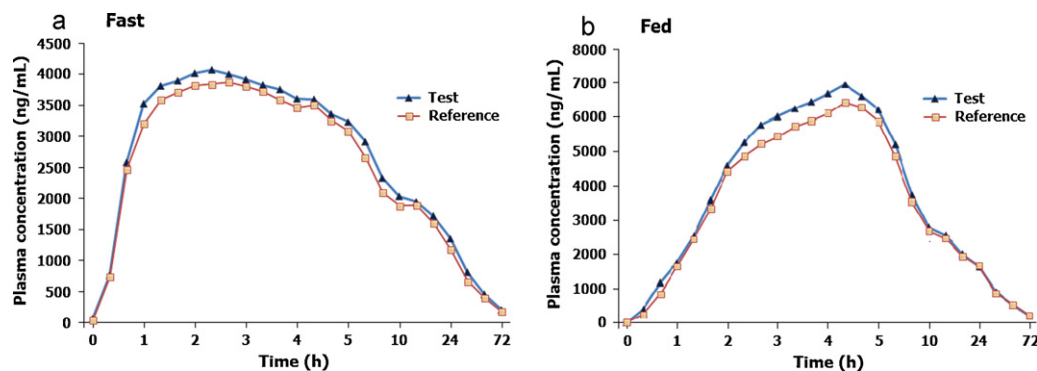 a Fast
Plasma concentration (ng/mL)
4500
4000
3500
3000
2500
2000
1500
1000
500
0
Test
Reference
0 1 2 3 4 5 10 24 72
Time (h)
b Fed
Plasma concentration (ng/mL)
8000
7000
6000
5000
4000
3000
2000
1000
0
Test
Reference
0 1 2 3 4 5 10 24 72
Time (h)